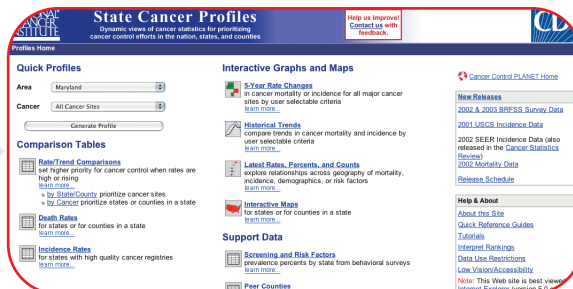 NATIONAL
CANCER
INSTITUTE
State Cancer Profiles
Dynamic views of cancer statistics for prioritizing
cancer control efforts in the nation, states, and counties
Help us improve!
Contact us with
feedback.
Profiles Home
Quick Profiles
Area Maryland
Cancer All Cancer Sites
Generate Profile
Comparison Tables
Rate/Trend Comparisons
set higher priority for cancer control when rates are
high or rising
learn more...
by State/County prioritize cancer sites
by Cancer prioritize states or counties in a state
Death Rates
for states or for counties in a state
learn more...
Incidence Rates
for states with high quality cancer registries
learn more...
Interactive Graphs and Maps
5-Year Rate Changes
in cancer mortality or incidence for all major cancer
sites by user selectable criteria
learn more...
Historical Trends
compare trends in cancer mortality and incidence by
user selectable criteria
learn more...
Latest Rates, Percents, and Counts
explore relationships across geography of mortality,
incidence, demographics, or risk factors
learn more...
Interactive Maps
for states or for counties in a state
learn more...
Support Data
Screening and Risk Factors
prevalence percents by state from behavioral surveys
learn more...
Peer Counties
Cancer Control PLANET Home
New Releases
2002 & 2003 BRFSS Survey Data
2001 USCS Incidence Data
2002 SEER Incidence Data (also
released in the Cancer Statistics
Review)
2002 Mortality Data
Release Schedule
Help & About
About this Site
Quick Reference Guides
Tutorials
Interpret Rankings
Data Use Restrictions
Low Vision/Accessibility
Note: This Web site is best viewed